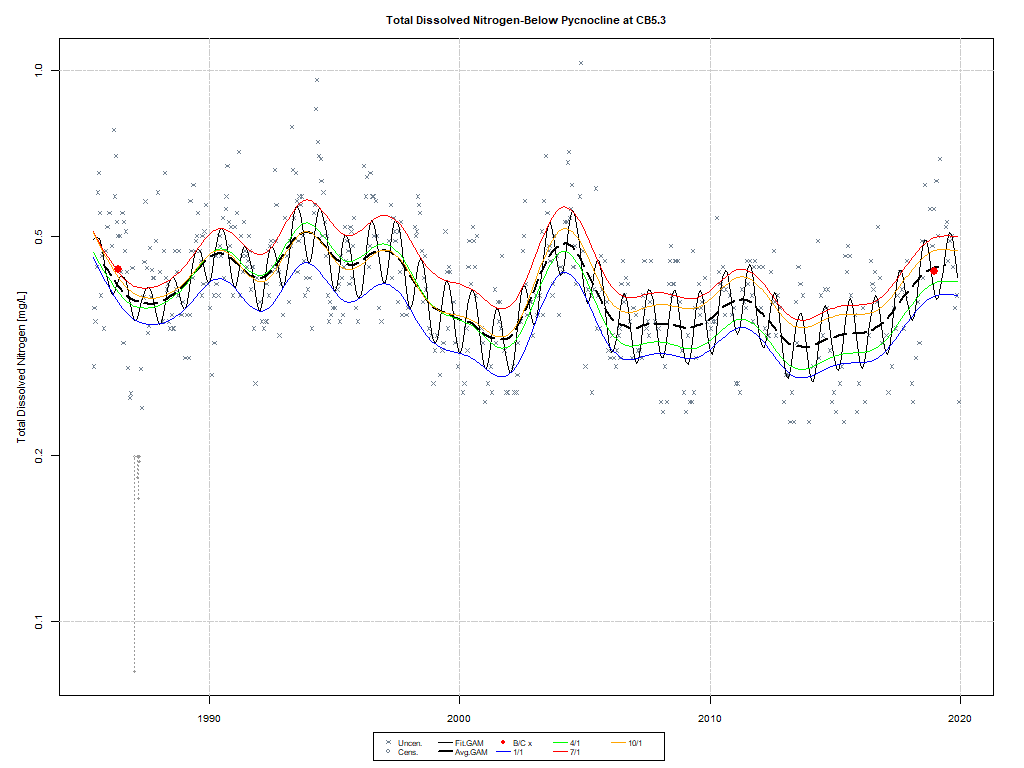 Total Dissolved Nitrogen-Below Pycnocline at CB5.3
Total Dissolved Nitrogen [mg/L]
1.0
0.5
0.2
0.1
1990 2000 2010 2020
Uncen. Fit.GAM B/C x 4/1 10/1
Cens. Avg.GAM 1/1 7/1